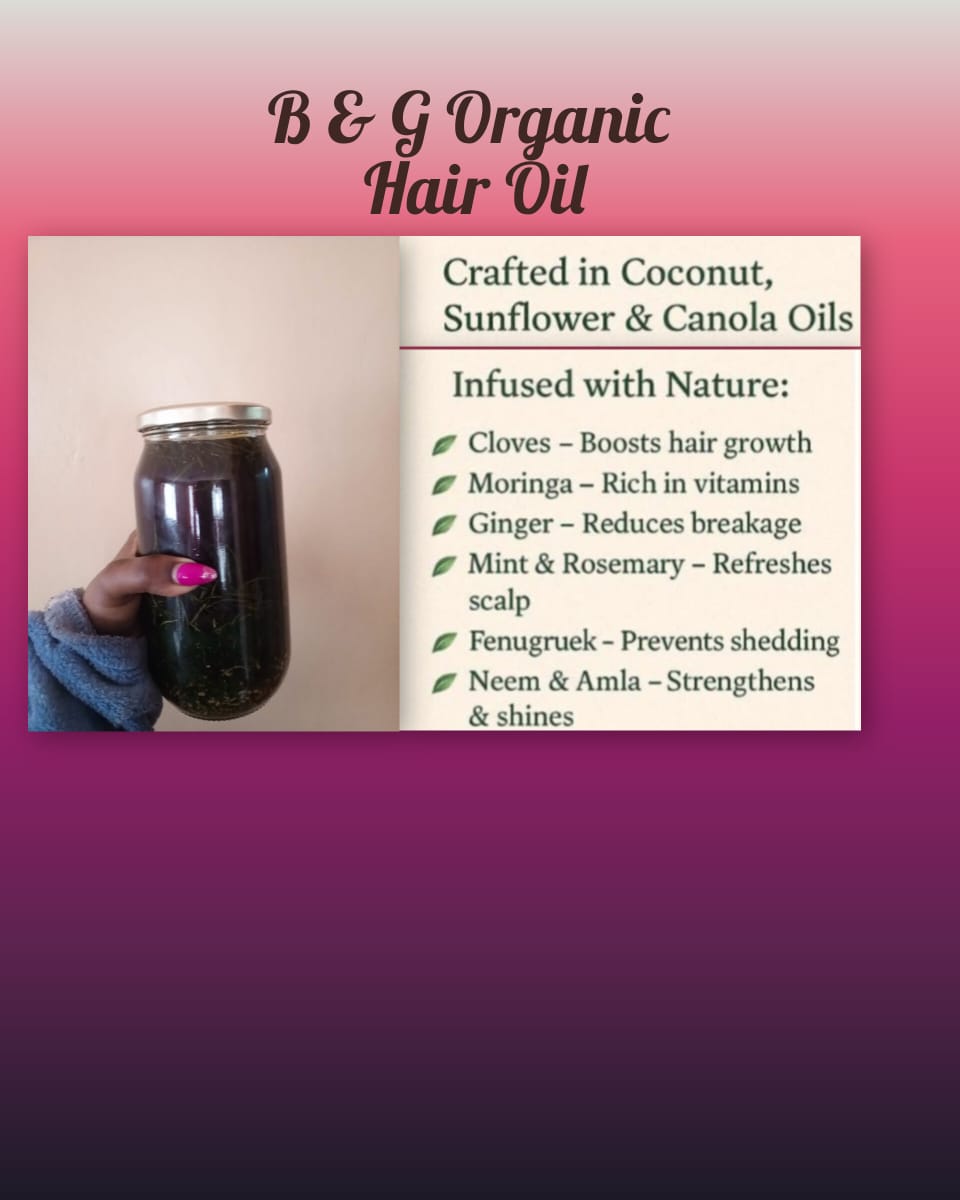 B & G Organic
Hair Oil
Crafted in Coconut,
Sunflower & Canola Oils
Infused with Nature:
Cloves – Boosts hair growth
Moringa – Rich in vitamins
Ginger – Reduces breakage
Mint & Rosemary – Refreshes
scalp
Fenugruek – Prevents shedding
Neem & Amla – Strengthens
& shines